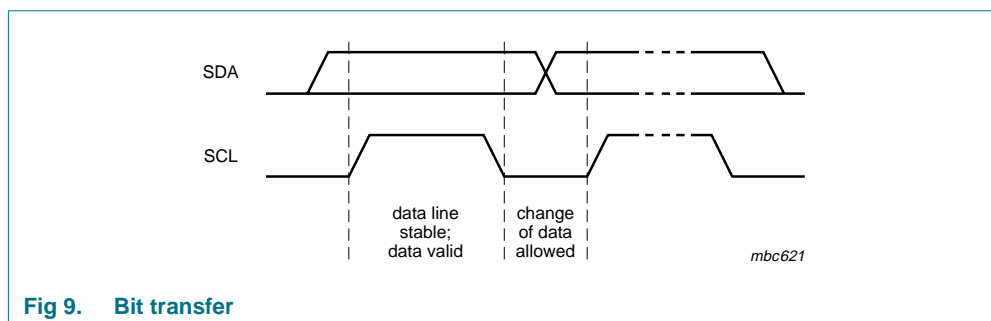 SDA
SCL
data line
stable;
data valid
change
of data
allowed
mbc621
Fig 9. Bit transfer